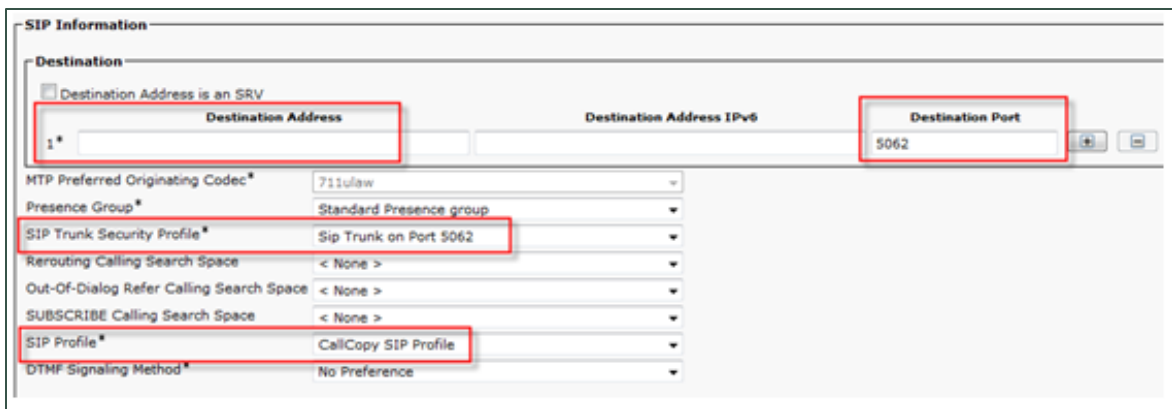 SIP Information
Destination
Destination Address is an SRV
Destination Address Destination Address IPv6 Destination Port
1* 5062
MTP Preferred Originating Codec* 711ulaw
Presence Group* Standard Presence group
SIP Trunk Security Profile* Sip Trunk on Port 5062
Rerouting Calling Search Space < None >
Out-Of-Dialog Refer Calling Search Space < None >
SUBSCRIBE Calling Search Space < None >
SIP Profile* CallCopy SIP Profile
DTMF Signaling Method* No Preference